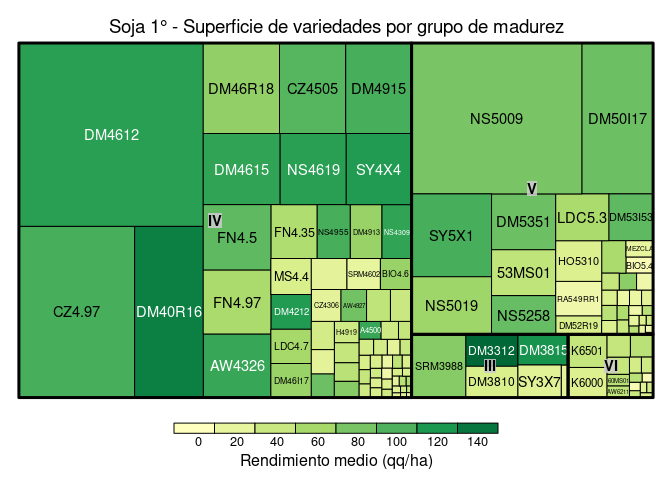 Soja 1° - Superficie de variedades por grupo de madurez
DM4612
CZ4.97
DM40R16
DM46R18
CZ4505
DM4915
DM4615
NS4619
SY4X4
IV
FN4.5
FN4.35
NS4955
DM4913
NS4309
FN4.97
MS4.4
SRM4602
BIO4.6
DM4212
CZ4306
AW4927
AW4326
LDC4.7
H4919
A4500
DM46I17
NS5009
DM50I17
V
SY5X1
DM5351
LDC5.3
DM53I53
53MS01
HO5310
MEZCLA
BIO5.4
NS5019
NS5258
RA549RR1
DM52R19
SRM3988
DM3312
DM3815
III
DM3810
SY3X7
K6501
VI
K6000
60MS01
AW6211
0 20 40 60 80 100 120 140
Rendimiento medio (qq/ha)